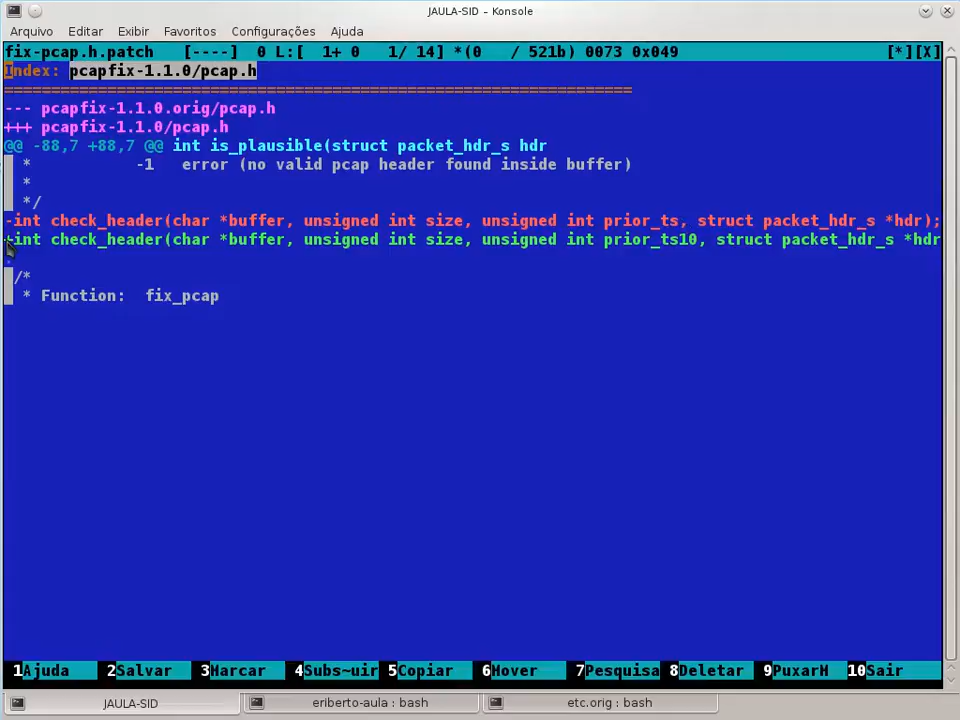 JAULA-SID – Konsole
Arquivo Editar Exibir Favoritos Configurações Ajuda
fix-pcap.h.patch [----] 0 L:[ 1+ 0 1/ 14] *(0 / 521b) 0073 0x049 [*][X]
Index: pcapfix-1.1.0/pcap.h
===================================================================
--- pcapfix-1.1.0.orig/pcap.h
+++ pcapfix-1.1.0/pcap.h
@@ -88,7 +88,7 @@ int is_plausible(struct packet_hdr_s hdr
* -1 error (no valid pcap header found inside buffer)
*
*/
-int check_header(char *buffer, unsigned int size, unsigned int prior_ts, struct packet_hdr_s *hdr);
+int check_header(char *buffer, unsigned int size, unsigned int prior_ts10, struct packet_hdr_s *hdr
/*
* Function: fix_pcap
1Ajuda 2Salvar 3Marcar 4Subs~uir 5Copiar 6Mover 7Pesquisa 8Deletar 9PuxarM 10Sair
JAULA-SID eriberto-aula : bash etc.orig : bash